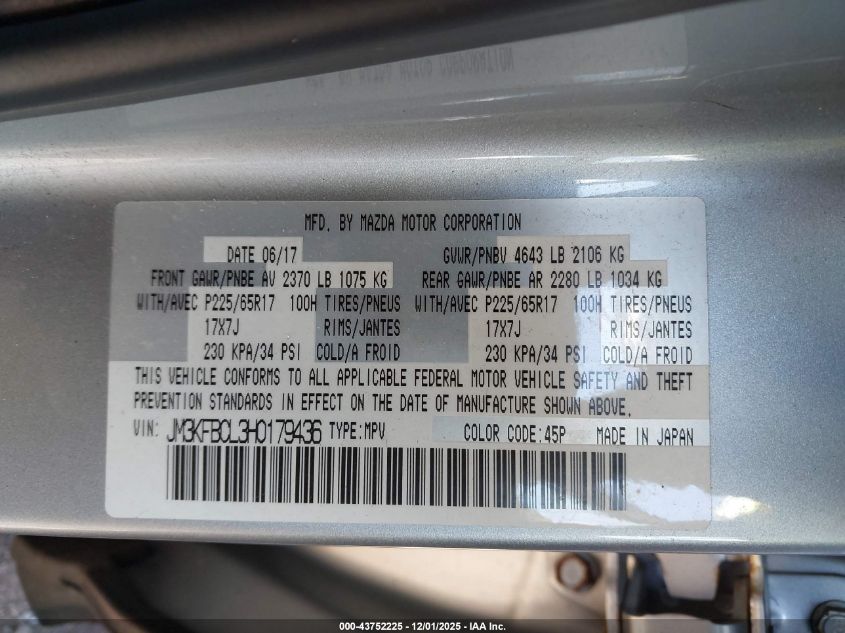 MFD. BY MAZDA MOTOR CORPORATION
DATE 06/17 GVWR/PNBV 4643 LB 2106 KG
FRONT GAWR/PNBE AV 2370 LB 1075 KG REAR GAWR/PNBE AR 2280 LB 1034 KG
WITH/AVEC P225/65R17 100H TIRES/PNEUS WITH/AVEC P225/65R17 100H TIRES/PNEUS
17X7J RIMS/JANTES 17X7J RIMS/JANTES
230 KPA/34 PSI COLD/A FROID 230 KPA/34 PSI COLD/A FROID
THIS VEHICLE CONFORMS TO ALL APPLICABLE FEDERAL MOTOR VEHICLE SAFETY AND THEFT
PREVENTION STANDARDS IN EFFECT ON THE DATE OF MANUFACTURE SHOWN ABOVE.
VIN: JM3KFBCL3H0179436 TYPE:MPV COLOR CODE:45P MADE IN JAPAN
000-43752225 - 12/01/2025 - IAA Inc.